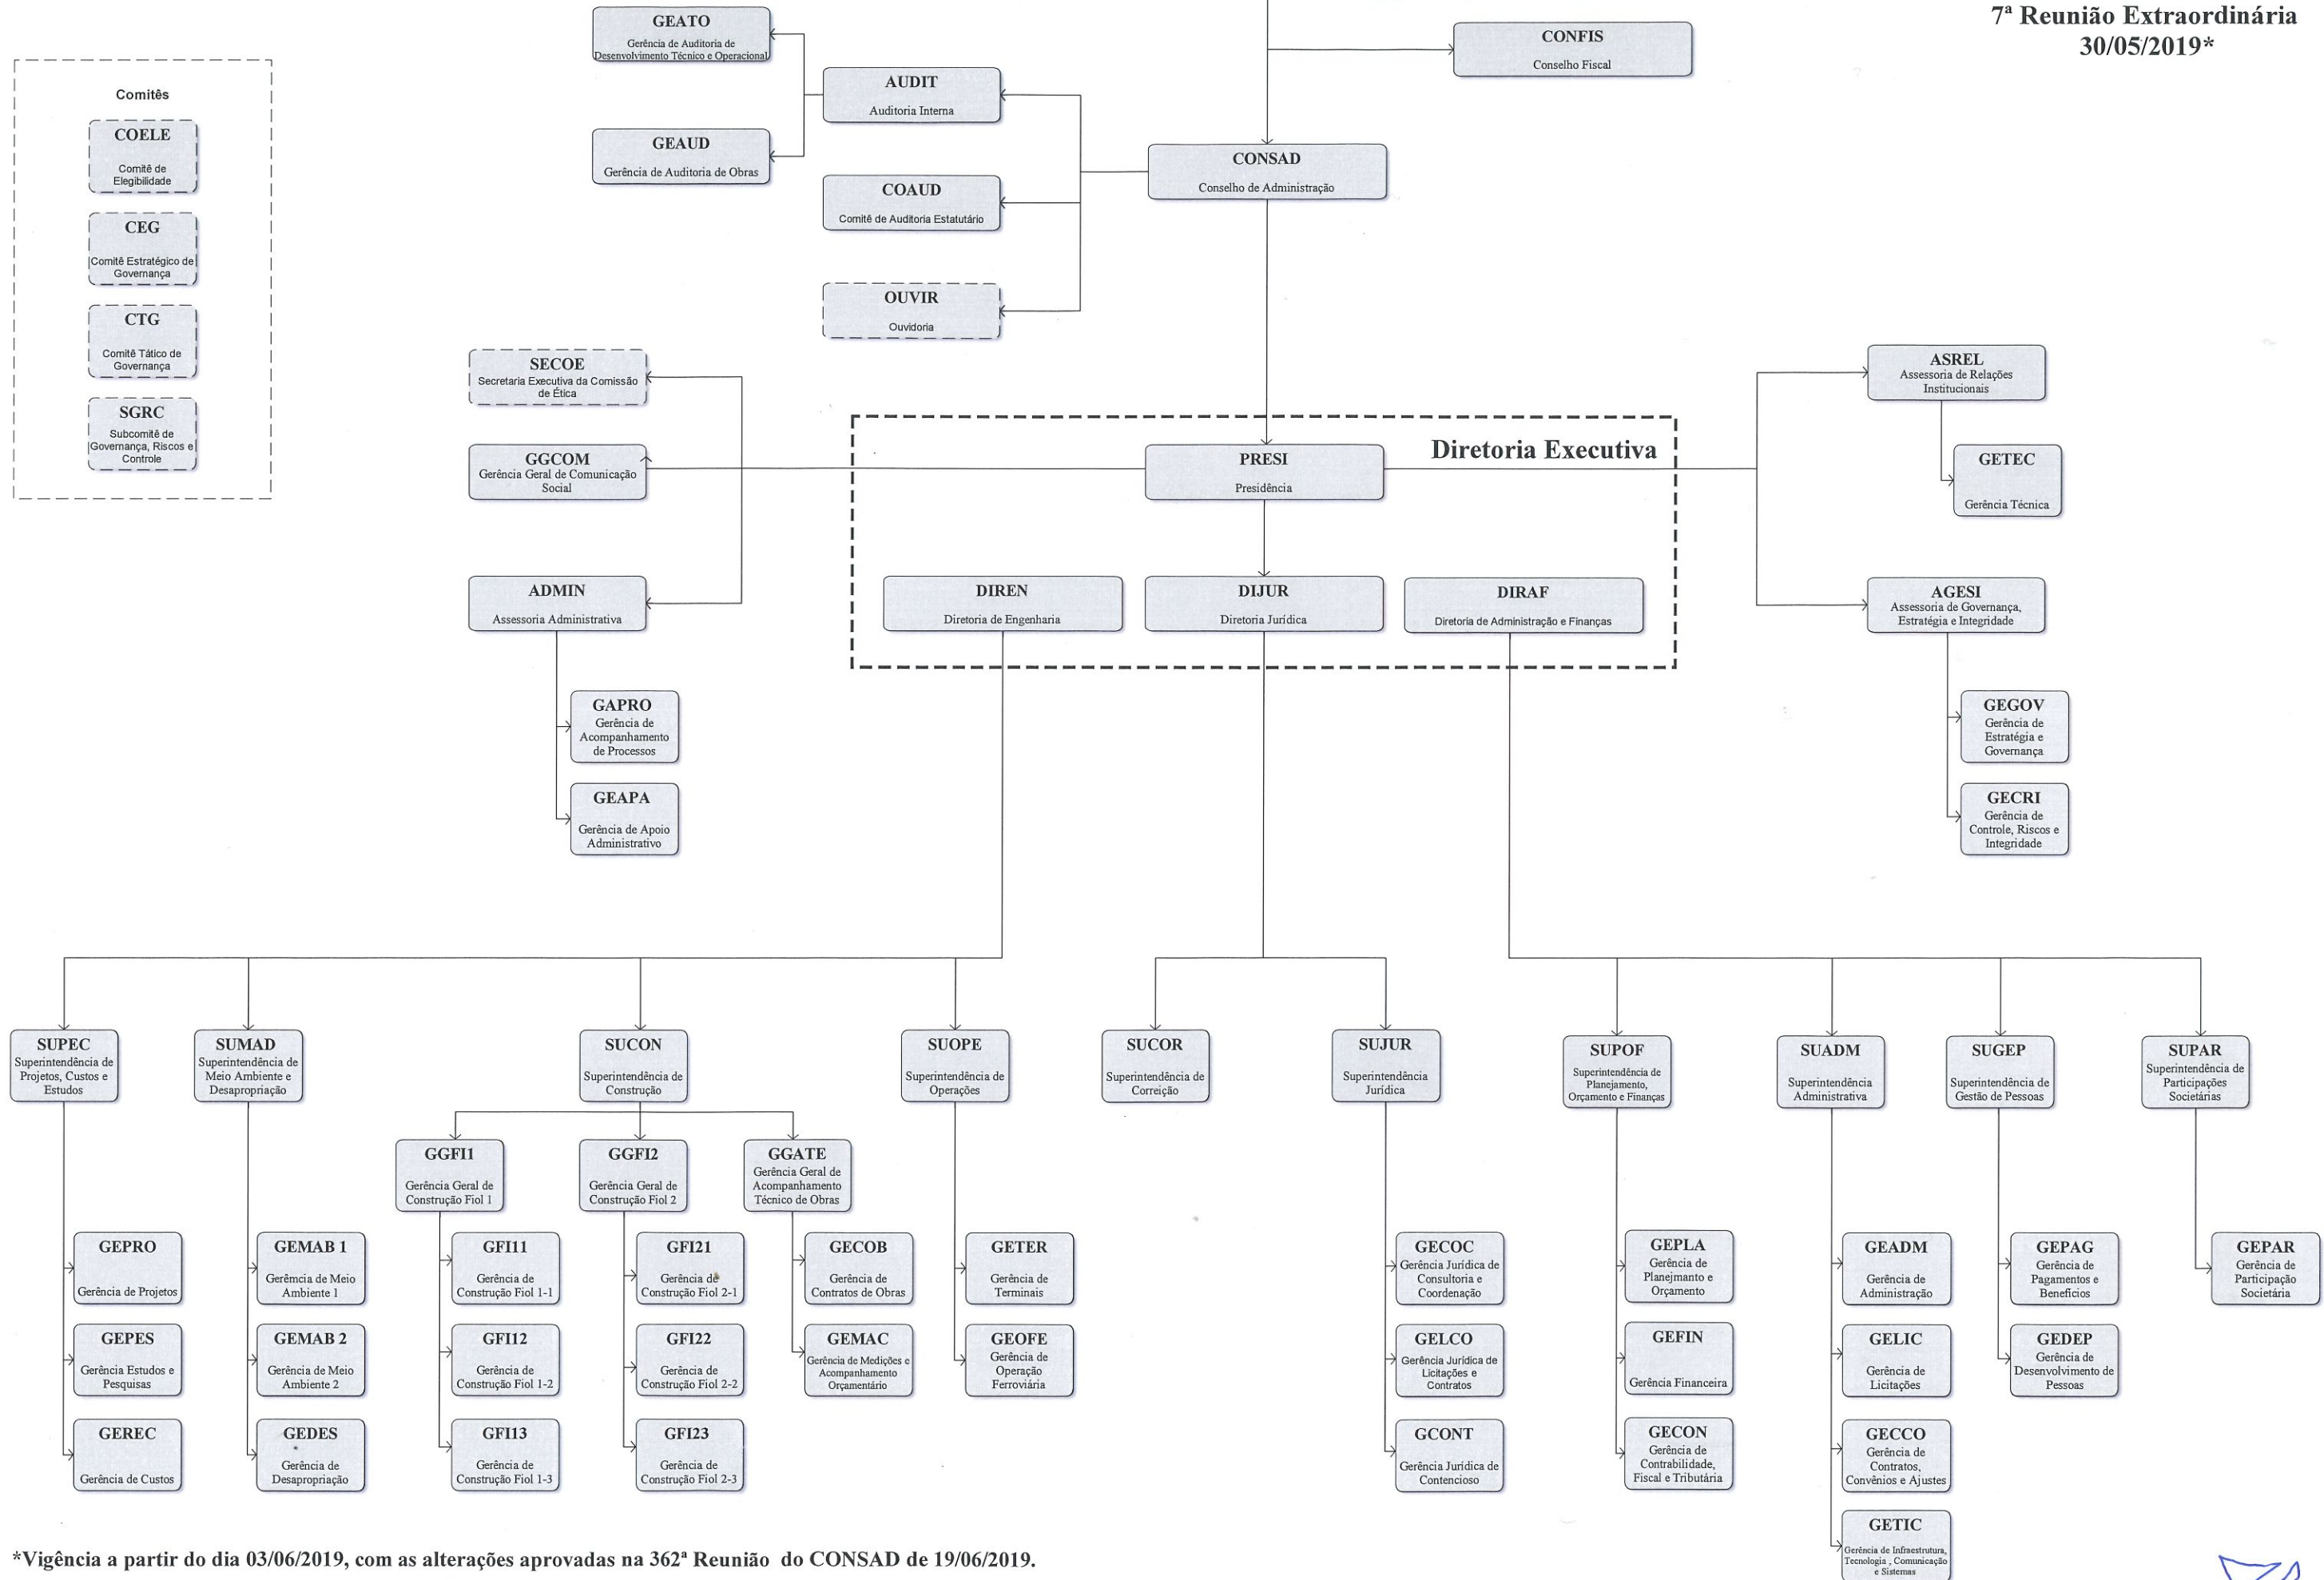 7ª Reunião Extraordinária
30/05/2019*
GEATO
Gerência de Auditoria de
Desenvolvimento Técnico e Operacional
CONFIS
Conselho Fiscal
AUDIT
Auditoria Interna
GEAUD
Gerência de Auditoria de Obras
CONSAD
Conselho de Administração
COAUD
Comitê de Auditoria Estatutário
OUVIR
Ouvidoria
Comitês
COELE
Comitê de
Elegibilidade
CEG
Comitê Estratégico de
Governança
CTG
Comitê Tático de
Governança
SGRC
Subcomitê de
Governança, Riscos e
Controle
SECOE
Secretaria Executiva da Comissão
de Ética
GGCOM
Gerência Geral de Comunicação
Social
ADMIN
Assessoria Administrativa
GAPRO
Gerência de
Acompanhamento
de Processos
GEAPA
Gerência de Apoio
Administrativo
Diretoria Executiva
PRESI
Presidência
DIREN
Diretoria de Engenharia
DIJUR
Diretoria Jurídica
DIRAF
Diretoria de Administração e Finanças
ASREL
Assessoria de Relações
Institucionais
GETEC
Gerência Técnica
AGESI
Assessoria de Governança,
Estratégia e Integridade
GEGOV
Gerência de
Estratégia e
Governança
GECRI
Gerência de
Controle, Riscos e
Integridade
SUPEC
Superintendência de
Projetos, Custos e
Estudos
SUMAD
Superintendência de
Meio Ambiente e
Desapropriação
SUCON
Superintendência de
Construção
SUOPE
Superintendência de
Operações
SUCOR
Superintendência de
Correição
SUJUR
Superintendência
Jurídica
SUPOF
Superintendência de
Planejamento,
Orçamento e Finanças
SUADM
Superintendência
Administrativa
SUGEP
Superintendência de
Gestão de Pessoas
SUPAR
Superintendência de
Participações
Societárias
GGFI1
Gerência Geral de
Construção Fiol 1
GGFI2
Gerência Geral de
Construção Fiol 2
GGATE
Gerência Geral de
Acompanhamento
Técnico de Obras
GEPRO
Gerência de Projetos
GEPES
Gerência Estudos e
Pesquisas
GEREC
Gerência de Custos
GEMAB 1
Gerêmcia de Meio
Ambiente 1
GEMAB 2
Gerência de Meio
Ambiente 2
GEDES
Gerência de
Desapropriação
GFI11
Gerência de
Construção Fiol 1-1
GFI12
Gerência de
Construção Fiol 1-2
GFI13
Gerência de
Construção Fiol 1-3
GFI21
Gerência de
Construção Fiol 2-1
GFI22
Gerência de
Construção Fiol 2-2
GFI23
Gerência de
Construção Fiol 2-3
GECOB
Gerência de
Contratos de Obras
GEMAC
Gerência de Medições e
Acompanhamento
Orçamentário
GETER
Gerência de
Terminais
GEOFE
Gerência de
Operação
Ferroviária
GECOC
Gerência Jurídica de
Consultoria e
Coordenação
GELCO
Gerência Jurídica de
Licitações e
Contratos
GCONT
Gerência Jurídica de
Contencioso
GEPLA
Gerência de
Planejmanto e
Orçamento
GEFIN
Gerência Financeira
GECON
Gerência de
Contrabilidade,
Fiscal e Tributária
GEADM
Gerência de
Administração
GELIC
Gerência de
Licitações
GECCO
Gerência de
Contratos,
Convênios e Ajustes
GETIC
Gerência de Infraestrutura,
Tecnologia , Comunicação
e Sistemas
GEPAG
Gerência de
Pagamentos e
Benefícios
GEDEP
Gerência de
Desenvolvimento de
Pessoas
GEPAR
Gerência de
Participação
Societária
*Vigência a partir do dia 03/06/2019, com as alterações aprovadas na 362ª Reunião do CONSAD de 19/06/2019.